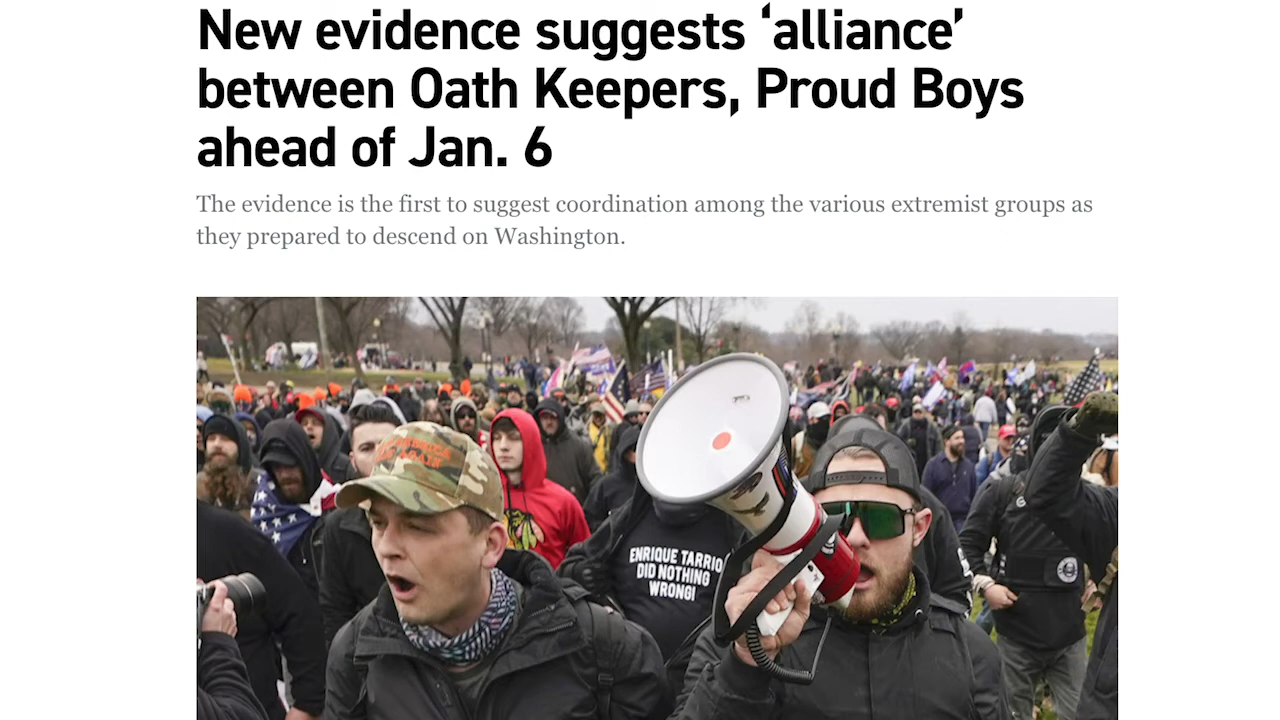 New evidence suggests ‘alliance’
between Oath Keepers, Proud Boys
ahead of Jan. 6
The evidence is the first to suggest coordination among the various extremist groups as
they prepared to descend on Washington.
ENRIQUE TARRIO
DID NOTHING
WRONG!